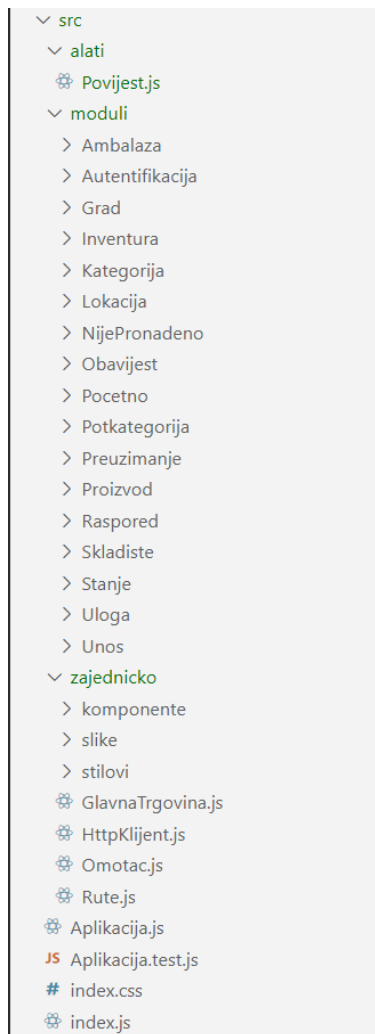 src
alati
Povijest.js
moduli
Ambalaza
Autentifikacija
Grad
Inventura
Kategorija
Lokacija
NijePronadeno
Obavijest
Pocetno
Potkategorija
Preuzimanje
Proizvod
Raspored
Skladiste
Stanje
Uloga
Unos
zajednicko
komponente
slike
stilovi
GlavnaTrgovina.js
HttpKlijent.js
Omotac.js
Rute.js
Aplikacija.js
JS Aplikacija.test.js
# index.css
index.js